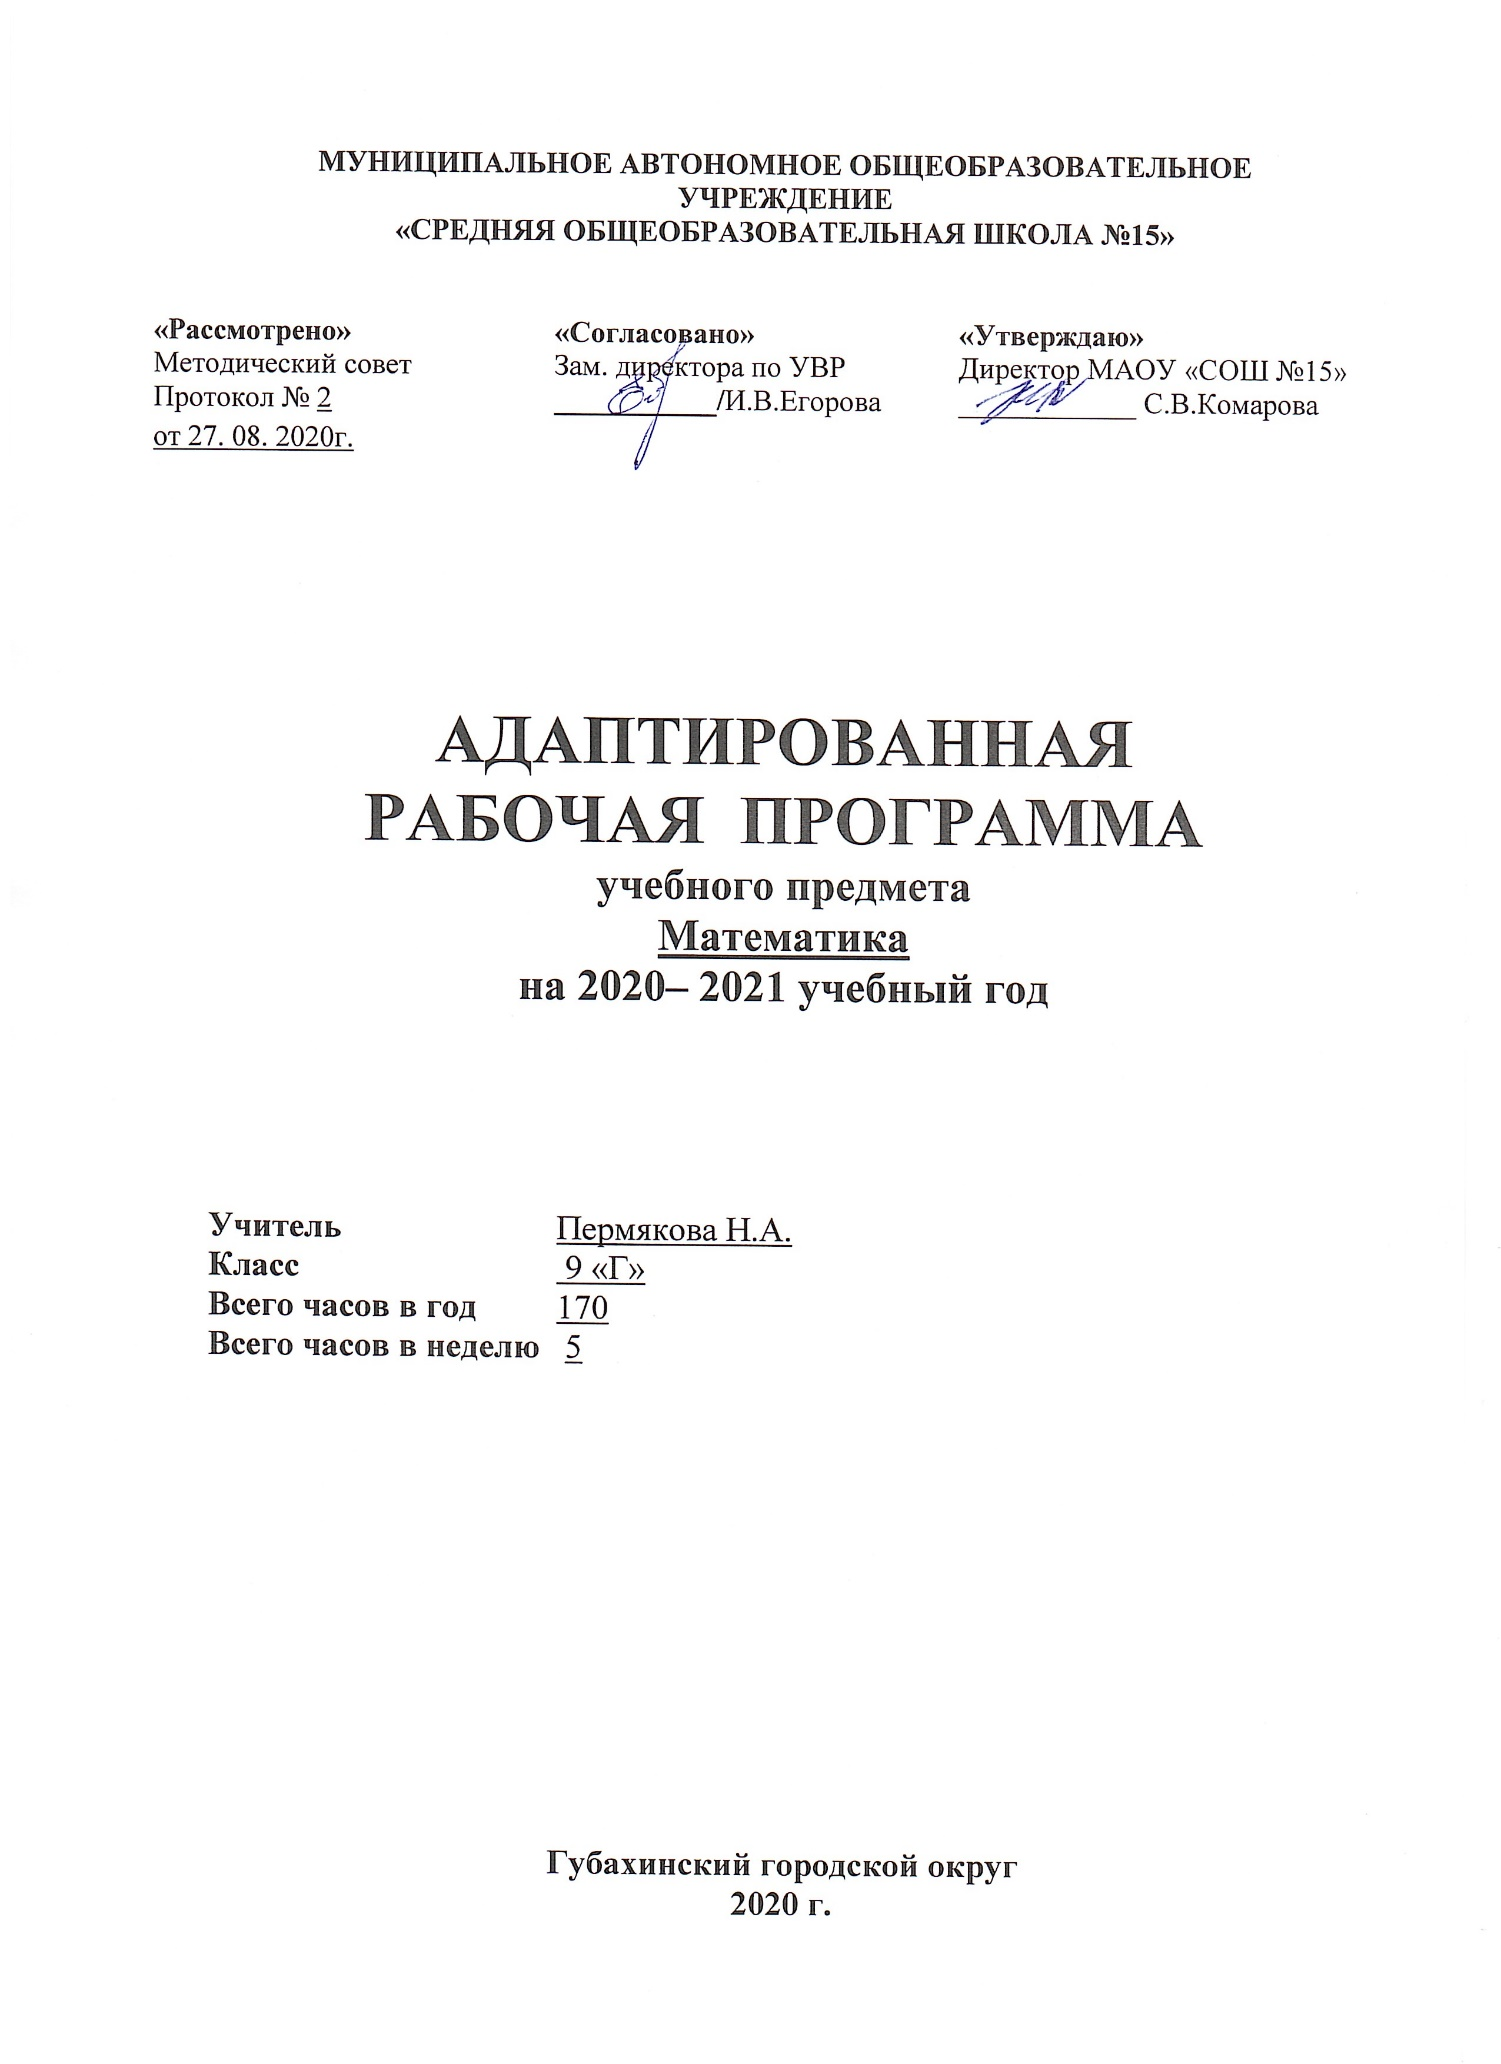 МУНИЦИПАЛЬНОЕ АВТОНОМНОЕ ОБЩЕОБРАЗОВАТЕЛЬНОЕ
УЧРЕЖДЕНИЕ
«СРЕДНЯЯ ОБЩЕОБРАЗОВАТЕЛЬНАЯ ШКОЛА №15»
«Рассмотрено»
Методический совет
Протокол № 2
от 27. 08. 2020г.
«Согласовано»
Зам. директора по УВР
____________/И.В.Егорова
«Утверждаю»
Директор МАОУ «СОШ №15»
_____________ С.В.Комарова
АДАПТИРОВАННАЯ
РАБОЧАЯ ПРОГРАММА
учебного предмета
Математика
на 2020– 2021 учебный год
Учитель Пермякова Н.А.
Класс 9 «Г»
Всего часов в год 170
Всего часов в неделю 5
Губахинский городской округ
2020 г.